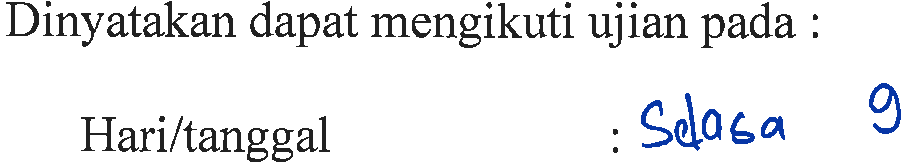 Dinyatakan dapat mengikuti ujian pada :
Hari/tanggal : Selasa 9